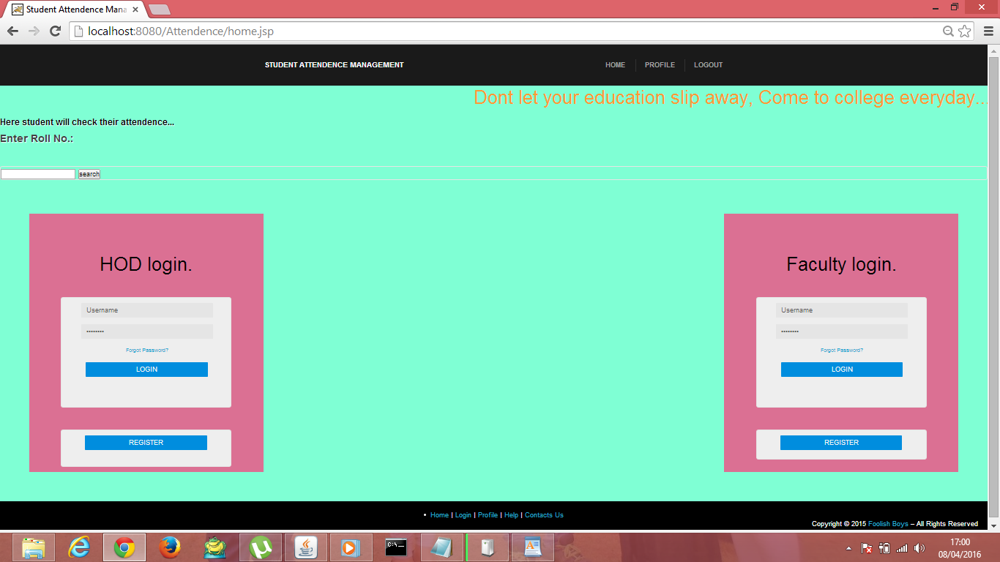 Student Attendence Mana
localhost:8080/Attendence/home.jsp
STUDENT ATTENDENCE MANAGEMENT
HOME PROFILE LOGOUT
Dont let your education slip away, Come to college everyday...
Here student will check their attendence...
Enter Roll No.:
search
HOD login.
Username
Forgot Password?
LOGIN
REGISTER
Faculty login.
Username
Forgot Password?
LOGIN
REGISTER
• Home | Login | Profile | Help | Contacts Us
Copyright © 2015 Foolish Boys – All Rights Reserved
C:\
17:00
08/04/2016